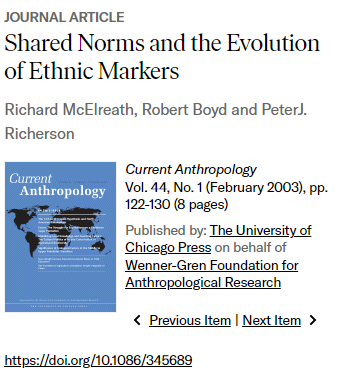 JOURNAL ARTICLE
Shared Norms and the Evolution
of Ethnic Markers
Richard McElreath, Robert Boyd and PeterJ.
Richerson
Current
Anthropology
Current Anthropology
Vol. 44, No. 1 (February 2003), pp.
122-130 (8 pages)
Published by: The University of
Chicago Press on behalf of
Wenner-Gren Foundation for
Anthropological Research
Previous Item | Next Item
https://doi.org/10.1086/345689